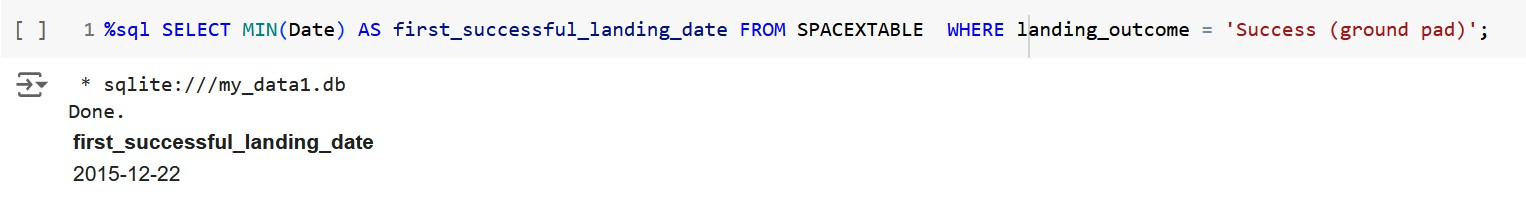 [ ] 1 %sql SELECT MIN(Date) AS first_successful_landing_date FROM SPACEXTABLE  WHERE landing_outcome = 'Success (ground pad)';
* sqlite:///my_data1.db
Done.
first_successful_landing_date
2015-12-22